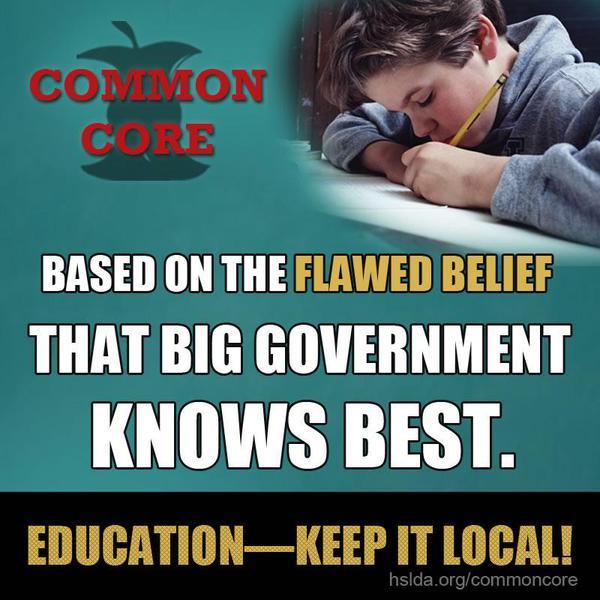 COMMON
CORE
BASED ON THE FLAWED BELIEF
THAT BIG GOVERNMENT
KNOWS BEST.
EDUCATION—KEEP IT LOCAL!
hslda.org/commoncore